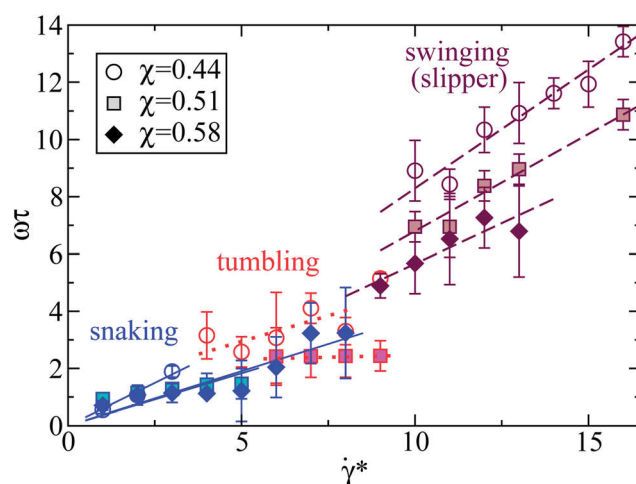 14
12
10
8
6
4
2
0
ωτ
χ=0.44
χ=0.51
χ=0.58
swinging
(slipper)
tumbling
snaking
0 5 10 15
γ̇*